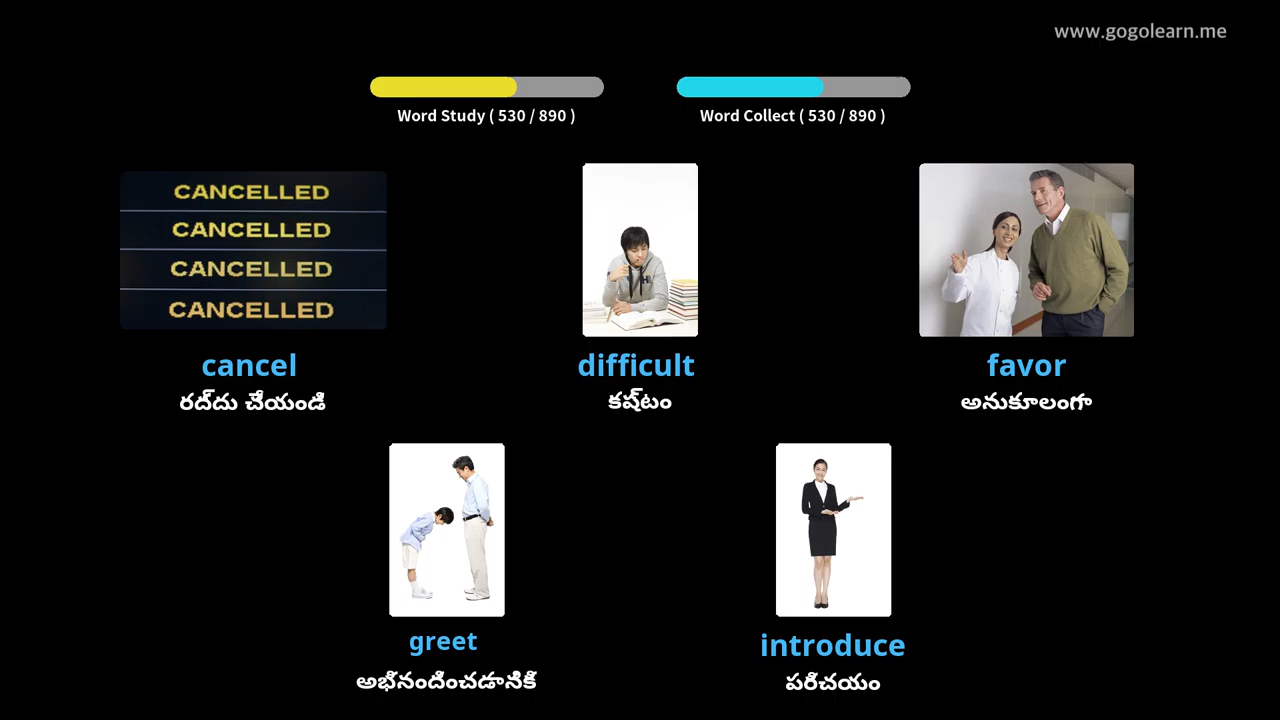 www.gogolearn.me
Word Study ( 530 / 890 )
Word Collect ( 530 / 890 )
CANCELLED
CANCELLED
CANCELLED
CANCELLED
cancel
రద్దు చేయండి
difficult
కష్టం
favor
అనుకూలంగా
greet
అభినందించడానికి
introduce
పరిచయం